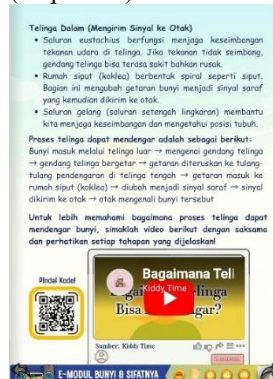 Telinga Dalam (Mengirim Sinyal ke Otak)
• Saluran eustachius berfungsi menjaga keseimbangan
tekanan udara di telinga. Jika tekanan tidak seimbang,
gendang telinga bisa terasa sakit bahkan rusak.
• Rumah siput (koklea) berbentuk spiral seperti siput.
Bagian ini mengubah getaran bunyi menjadi sinyal saraf
yang kemudian dikirim ke otak.
• Saluran gelang (saluran setengah lingkaran) membantu
kita menjaga keseimbangan dan mengetahui posisi tubuh.
Proses telinga dapat mendengar adalah sebagai berikut:
Bunyi masuk melalui telinga luar → mengenai gendang telinga
→ gendang telinga bergetar → getaran diteruskan ke tulang-
tulang pendengaran di telinga tengah → getaran masuk ke
rumah siput (koklea) → diubah menjadi sinyal saraf → sinyal
dikirim ke otak → otak mengenali bunyi tersebut
Untuk lebih memahami bagaimana proses telinga dapat
mendengar bunyi, simaklah video berikut dengan saksama
dan perhatikan setiap tahapan yang dijelaskan!
Pindai Kode!
Bagaimana Teli
Kiddy Time
Bisa
Sumber: Kiddy Time
SUBSCRIBE
E-MODUL BUNYI & SIFATNYA